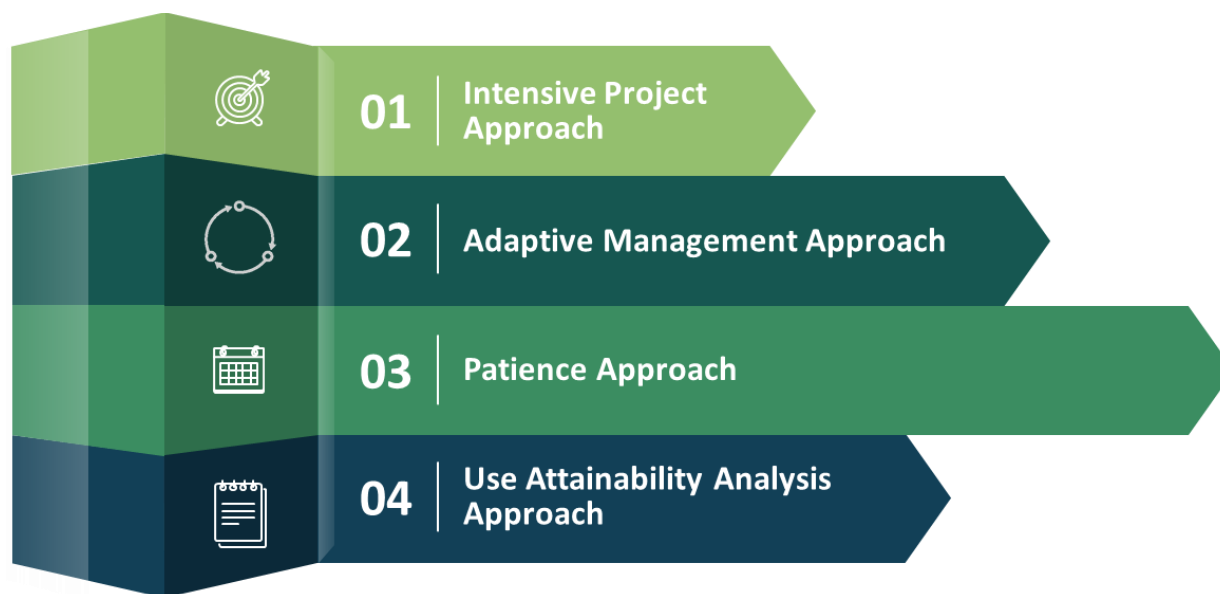 01
Intensive Project
Approach
02
Adaptive Management Approach
03
Patience Approach
04
Use Attainability Analysis
Approach